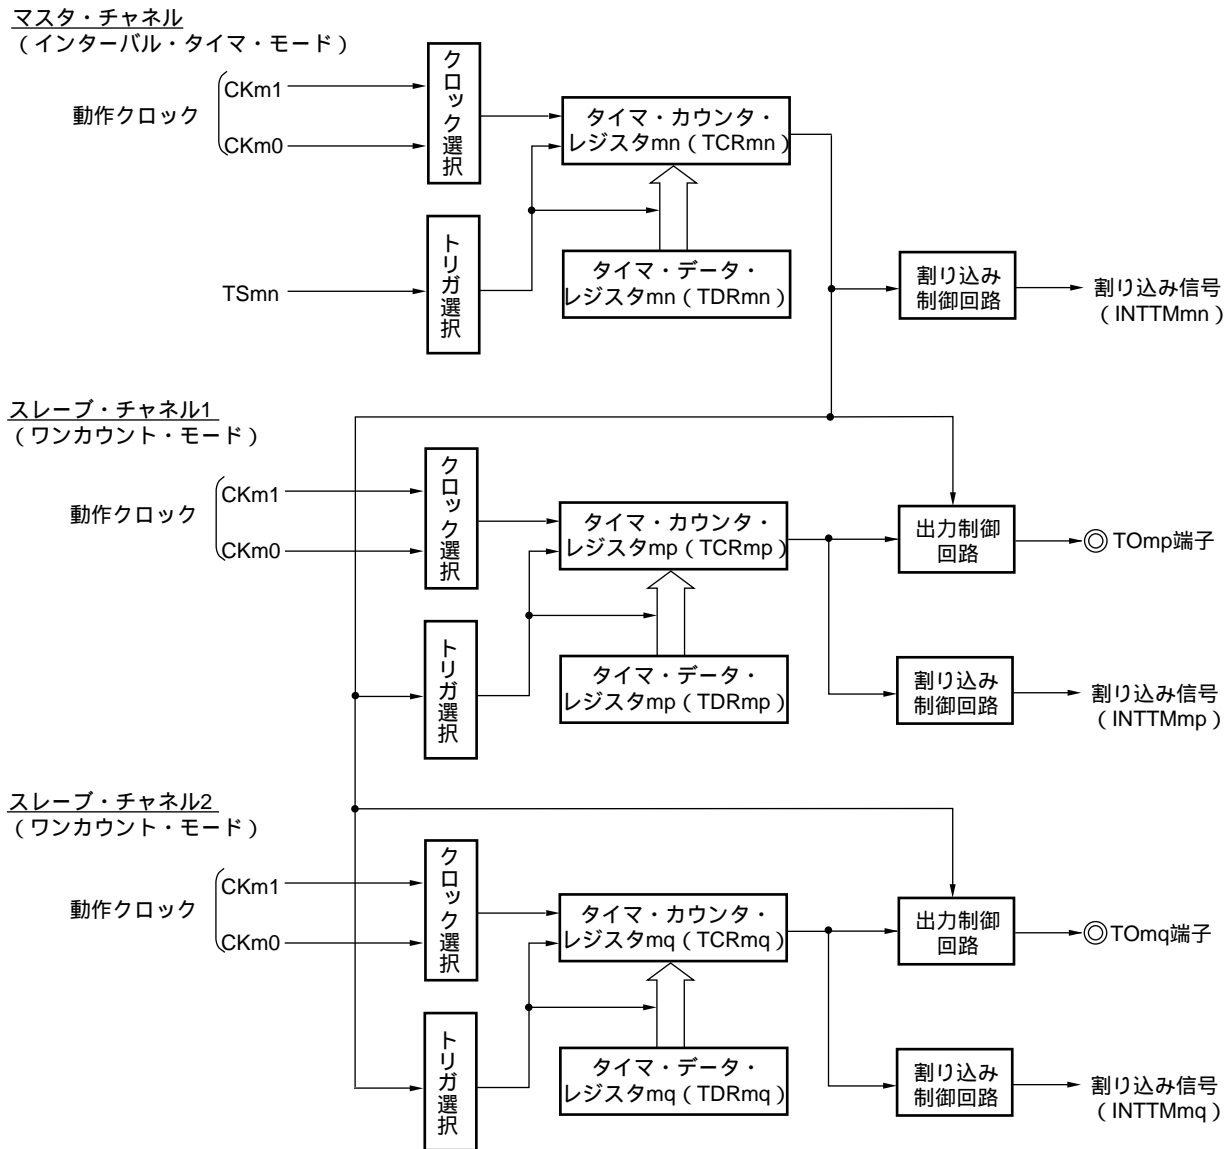 マスタ・チャネル
（インターバル・タイマ・モード）
動作クロック
CKm1
CKm0
クロック選択
タイマ・カウンタ・
レジスタmn（TCRmn）
TSmn
トリガ選択
タイマ・データ・
レジスタmn（TDRmn）
割り込み
制御回路
割り込み信号
（INTTMmn）
スレーブ・チャネル1
（ワンカウント・モード）
動作クロック
CKm1
CKm0
クロック選択
タイマ・カウンタ・
レジスタmp（TCRmp）
出力制御
回路
TOmp端子
トリガ選択
タイマ・データ・
レジスタmp（TDRmp）
割り込み
制御回路
割り込み信号
（INTTMmp）
スレーブ・チャネル2
（ワンカウント・モード）
動作クロック
CKm1
CKm0
クロック選択
タイマ・カウンタ・
レジスタmq（TCRmq）
出力制御
回路
TOmq端子
トリガ選択
タイマ・データ・
レジスタmq（TDRmq）
割り込み
制御回路
割り込み信号
（INTTMmq）